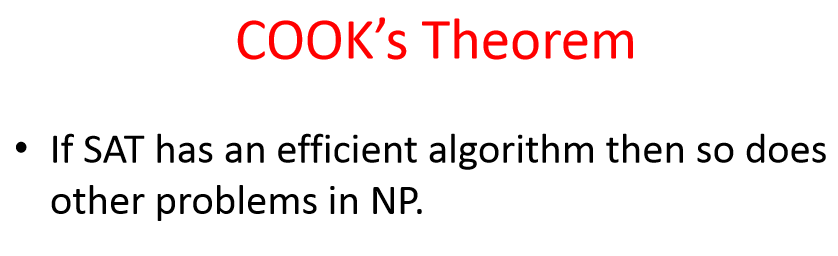 COOK’s Theorem
• If SAT has an efficient algorithm then so does
other problems in NP.